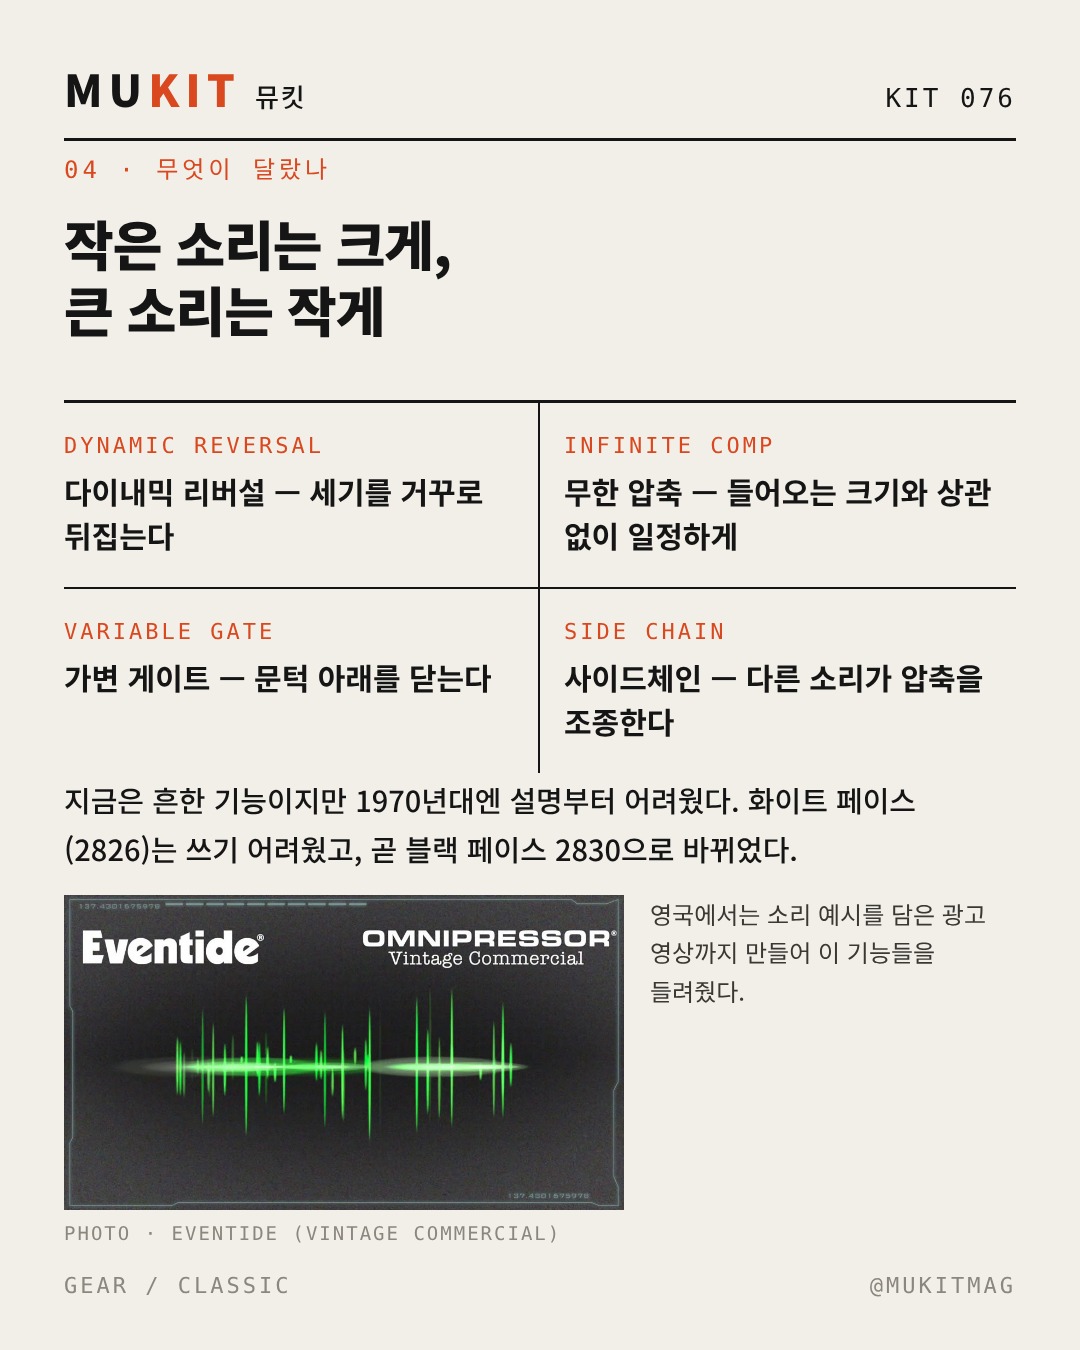 MUKIT 뮤킷
KIT 076
04 · 무엇이 달랐나
작은 소리는 크게,
큰 소리는 작게
DYNAMIC REVERSAL
다이내믹 리버설 — 세기를 거꾸로
뒤집는다
INFINITE COMP
무한 압축 — 들어오는 크기와 상관
없이 일정하게
VARIABLE GATE
가변 게이트 — 문턱 아래를 닫는다
SIDE CHAIN
사이드체인 — 다른 소리가 압축을
조종한다
지금은 흔한 기능이지만 1970년대엔 설명부터 어려웠다. 화이트 페이스
(2826)는 쓰기 어려웠고, 곧 블랙 페이스 2830으로 바뀌었다.
137.4301675978
Eventide®
OMNIPRESSOR®
Vintage Commercial
137.4301675978
영국에서는 소리 예시를 담은 광고
영상까지 만들어 이 기능들을
들려줬다.
PHOTO · EVENTIDE (VINTAGE COMMERCIAL)
GEAR / CLASSIC
@MUKITMAG